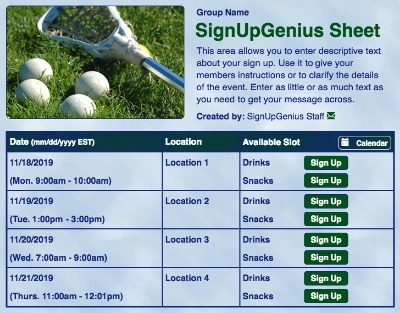 Group Name
SignUpGenius Sheet
This area allows you to enter descriptive text
about your sign up. Use it to give your
members instructions or to clarify the details
of the event. Enter as little or as much text as
you need to get your message across.
Created by: SignUpGenius Staff
Date (mm/dd/yyyy EST) Location Available Slot Calendar
11/18/2019 Location 1 Drinks Sign Up
(Mon. 9:00am - 10:00am) Snacks Sign Up
11/19/2019 Location 2 Drinks Sign Up
(Tue. 1:00pm - 3:00pm) Snacks Sign Up
11/20/2019 Location 3 Drinks Sign Up
(Wed. 7:00am - 9:00am) Snacks Sign Up
11/21/2019 Location 4 Drinks Sign Up
(Thurs. 11:00am - 12:01pm) Snacks Sign Up